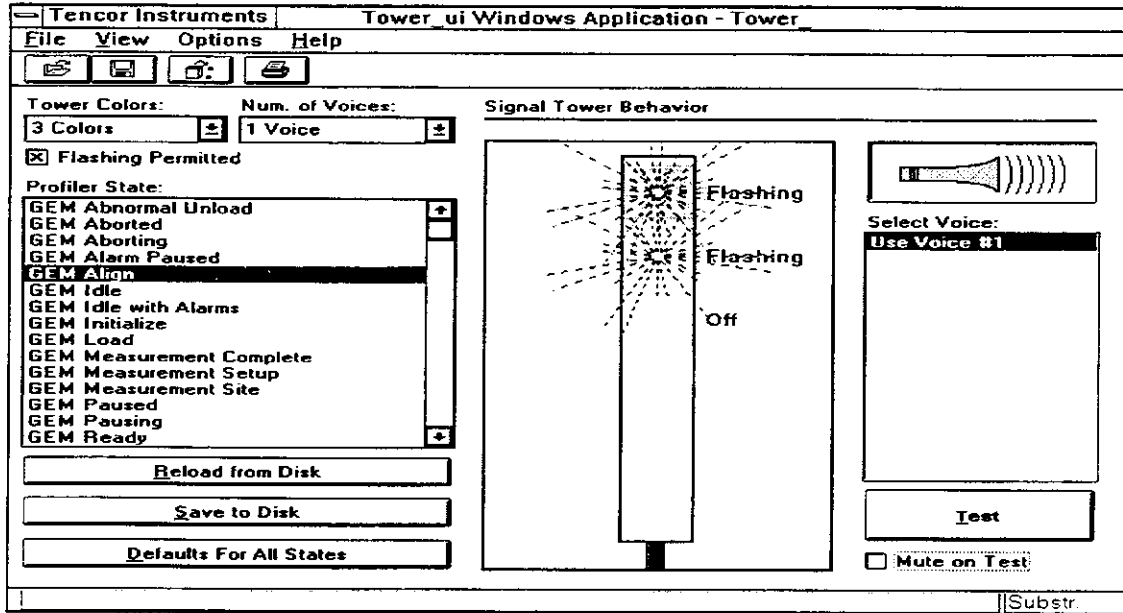 Tencor Instruments Tower_ui Windows Application - Tower_
File View Options Help
Tower Colors: Num. of Voices: Signal Tower Behavior
3 Colors 1 Voice
Flashing Permitted
Profiler State:
GEM Abnormal Unload
GEM Aborted
GEM Aborting
GEM Alarm Paused
GEM Align
GEM Idle
GEM Idle with Alarms
GEM Initialize
GEM Load
GEM Measurement Complete
GEM Measurement Setup
GEM Measurement Site
GEM Paused
GEM Pausing
GEM Ready
Reload from Disk
Save to Disk
Defaults For All States
Flashing
Flashing
Off
Select Voice:
Use Voice #1
Test
Mute on Test
Substr.